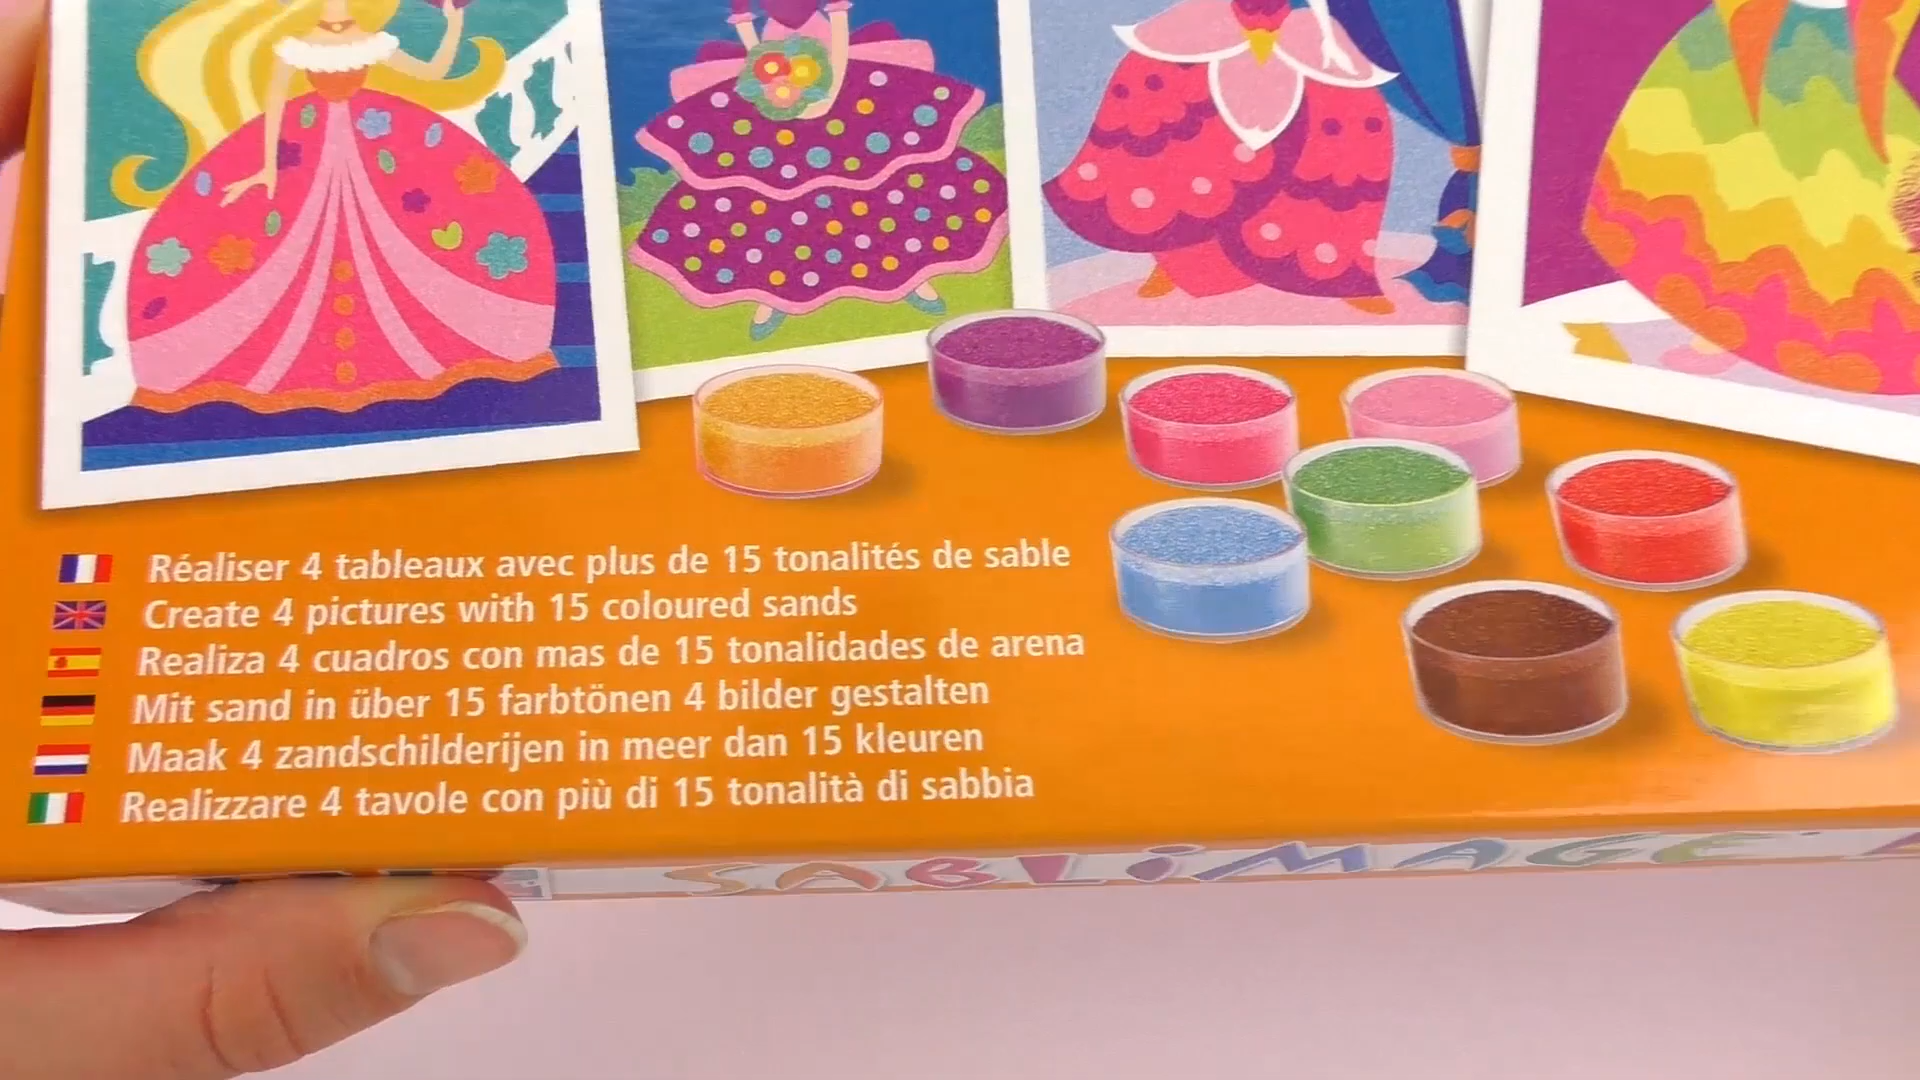 Réaliser 4 tableaux avec plus de 15 tonalités de sable
Create 4 pictures with 15 coloured sands
Realiza 4 cuadros con mas de 15 tonalidades de arena
Mit sand in über 15 farbtönen 4 bilder gestalten
Maak 4 zandschilderijen in meer dan 15 kleuren
Realizzare 4 tavole con più di 15 tonalità di sabbia
SABLiMAGE